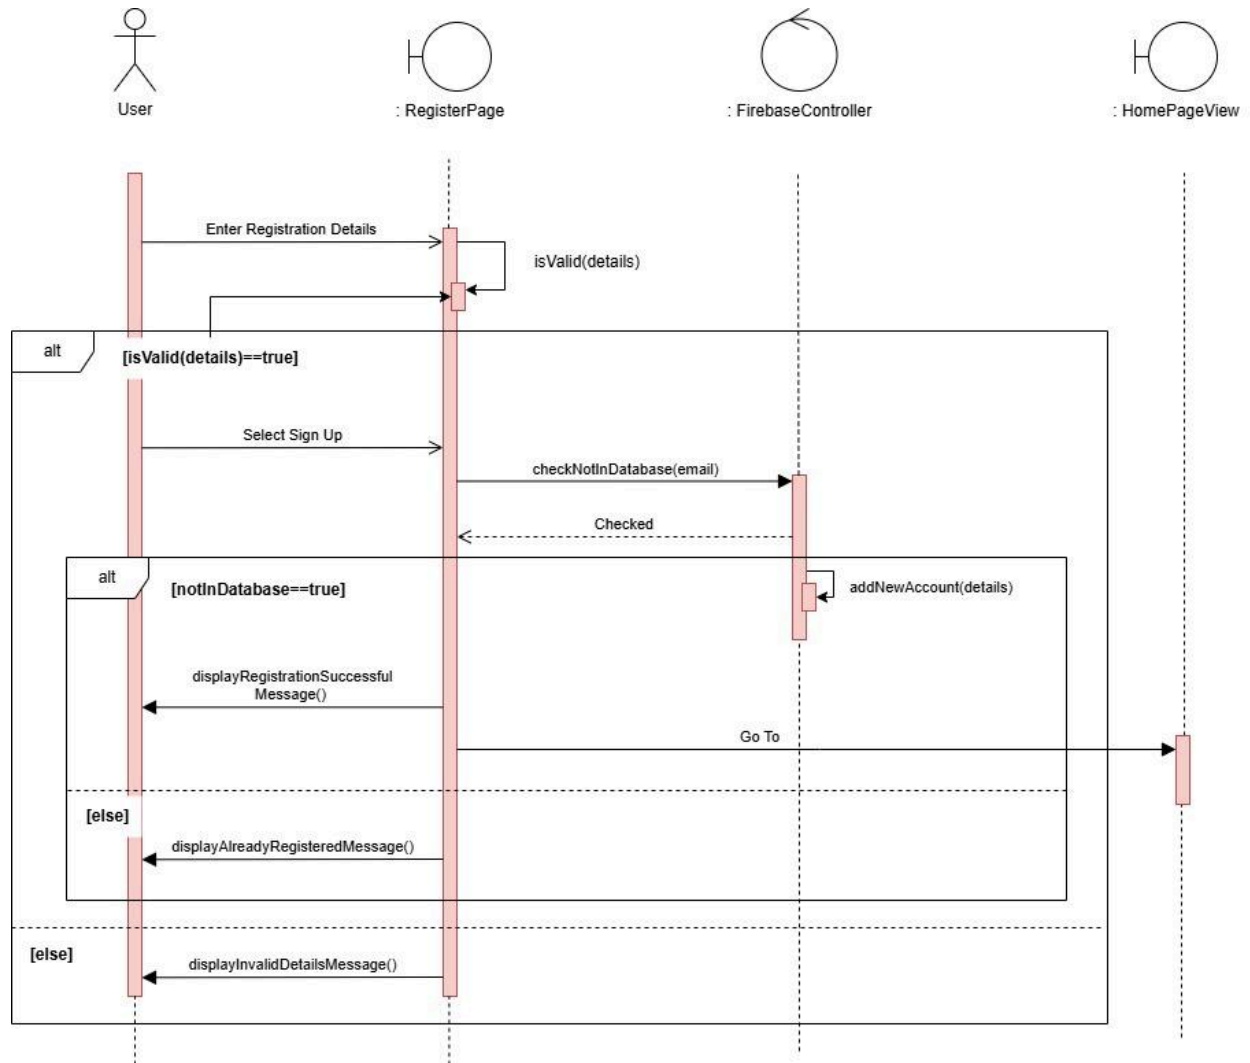 User
: RegisterPage
: FirebaseController
: HomePageView
Enter Registration Details
isValid(details)
alt
[isValid(details)==true]
Select Sign Up
checkNotInDatabase(email)
Checked
alt
[notInDatabase==true]
addNewAccount(details)
displayRegistrationSuccessful
Message()
Go To
[else]
displayAlreadyRegisteredMessage()
[else]
displayInvalidDetailsMessage()